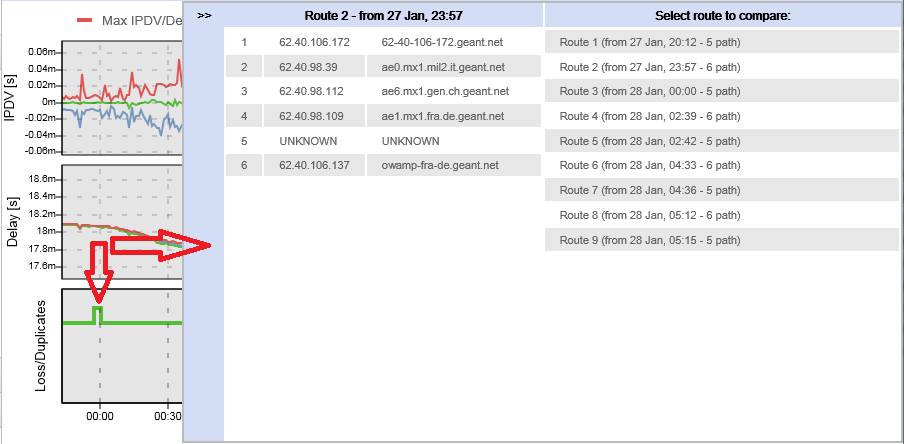 Max IPDV/De
IPDV [s]
0.06m
0.04m
0.02m
0m
-0.02m
-0.04m
-0.06m
Delay [s]
18.6m
18.4m
18.2m
18m
17.8m
17.6m
Loss/Duplicates
00:00 00:30
>> Route 2 - from 27 Jan, 23:57
1 62.40.106.172 62-40-106-172.geant.net
2 62.40.98.39 ae0.mx1.mil2.it.geant.net
3 62.40.98.112 ae6.mx1.gen.ch.geant.net
4 62.40.98.109 ae1.mx1.fra.de.geant.net
5 UNKNOWN UNKNOWN
6 62.40.106.137 owamp-fra-de.geant.net
Select route to compare:
Route 1 (from 27 Jan, 20:12 - 5 path)
Route 2 (from 27 Jan, 23:57 - 6 path)
Route 3 (from 28 Jan, 00:00 - 5 path)
Route 4 (from 28 Jan, 02:39 - 6 path)
Route 5 (from 28 Jan, 02:42 - 5 path)
Route 6 (from 28 Jan, 04:33 - 6 path)
Route 7 (from 28 Jan, 04:36 - 5 path)
Route 8 (from 28 Jan, 05:12 - 6 path)
Route 9 (from 28 Jan, 05:15 - 5 path)